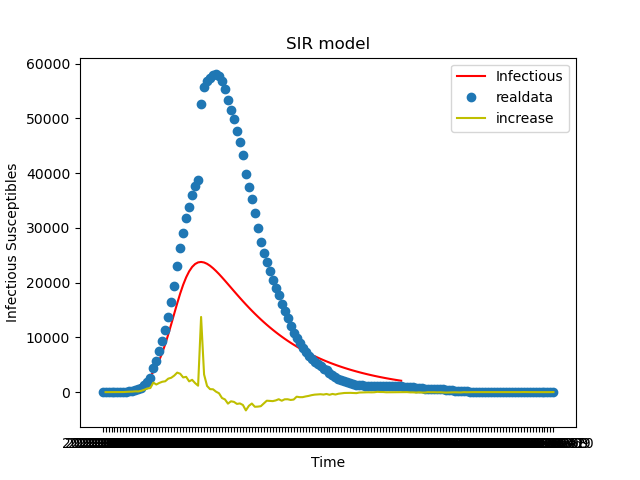 SIR model
Infectious
realdata
increase
60000
50000
40000
30000
20000
10000
0
Infectious Susceptibles
Time